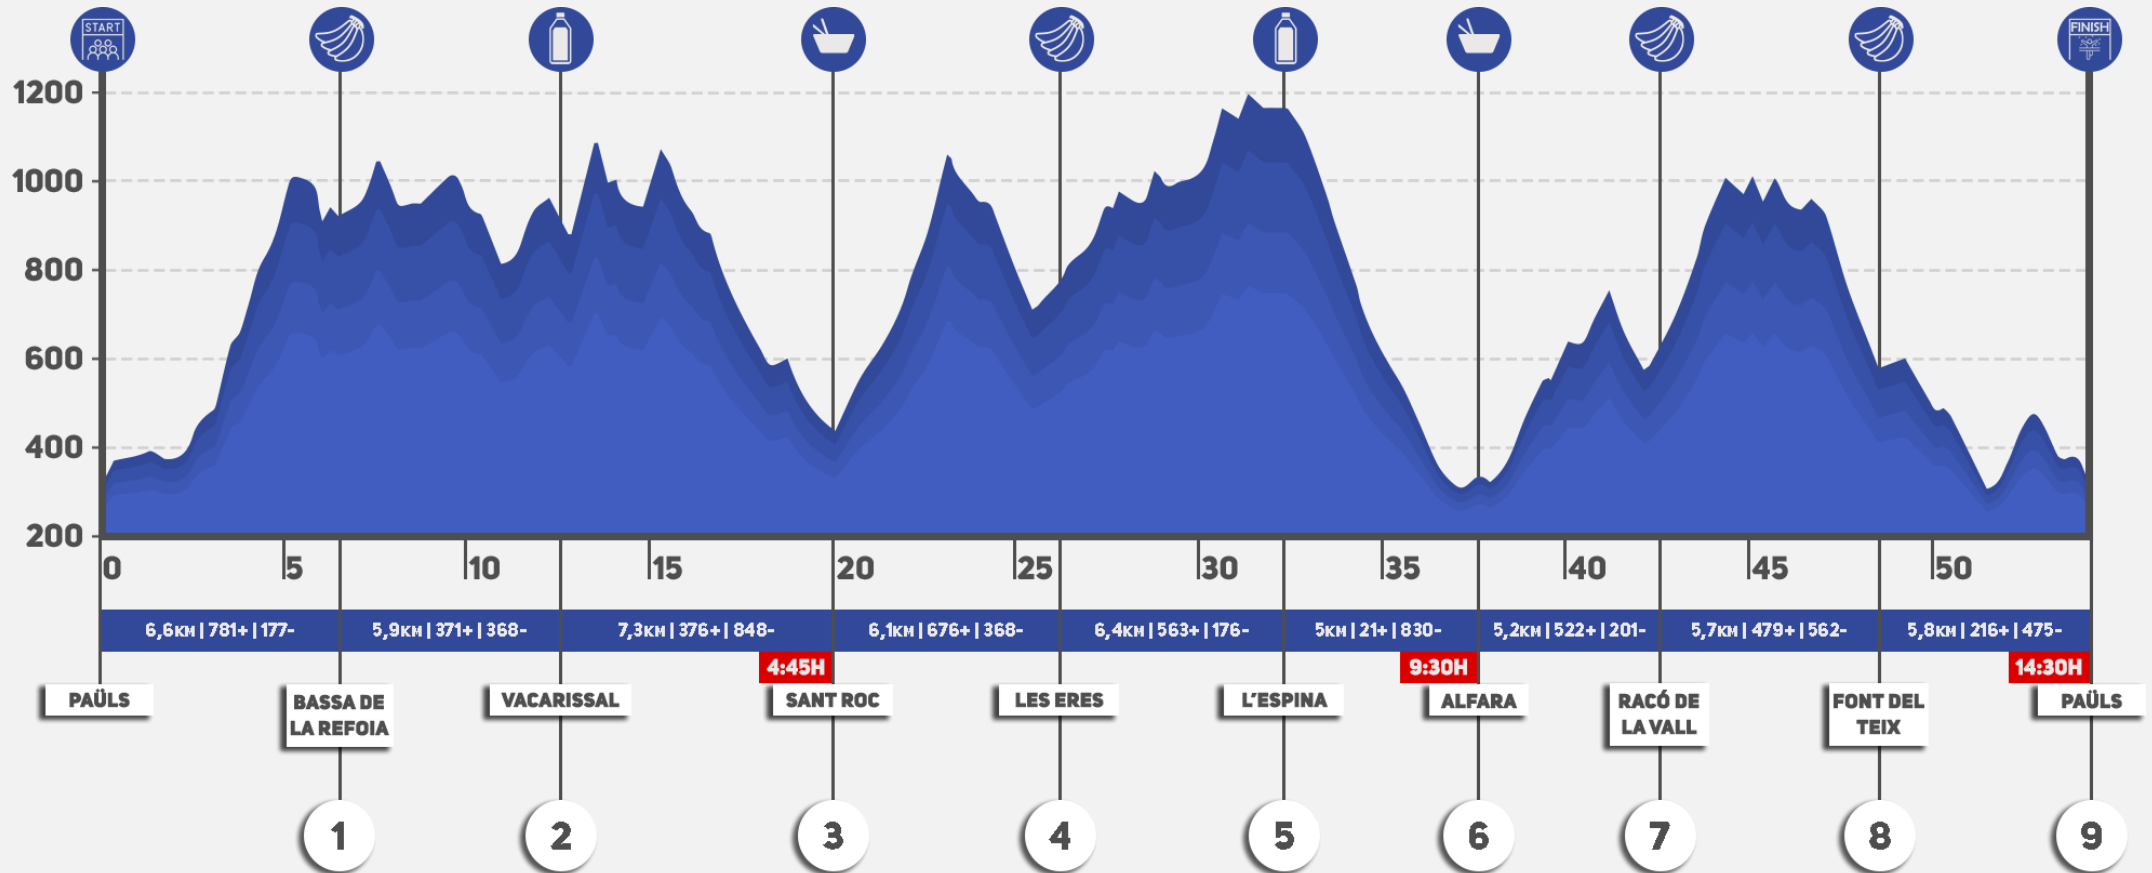 START
FINISH
1200
1000
800
600
400
200
0
5
10
15
20
25
30
35
40
45
50
6,6KM | 781+ | 177-
5,9KM | 371+ | 368-
7,3KM | 376+ | 848-
6,1KM | 676+ | 368-
6,4KM | 563+ | 176-
5KM | 21+ | 830-
5,2KM | 522+ | 201-
5,7KM | 479+ | 562-
5,8KM | 216+ | 475-
4:45H
9:30H
14:30H
PAÜLS
BASSA DE
LA REFOIA
VACARISSAL
SANT ROC
LES ERES
L'ESPINA
ALFARA
RACÓ DE
LA VALL
FONT DEL
TEIX
PAÜLS
1
2
3
4
5
6
7
8
9